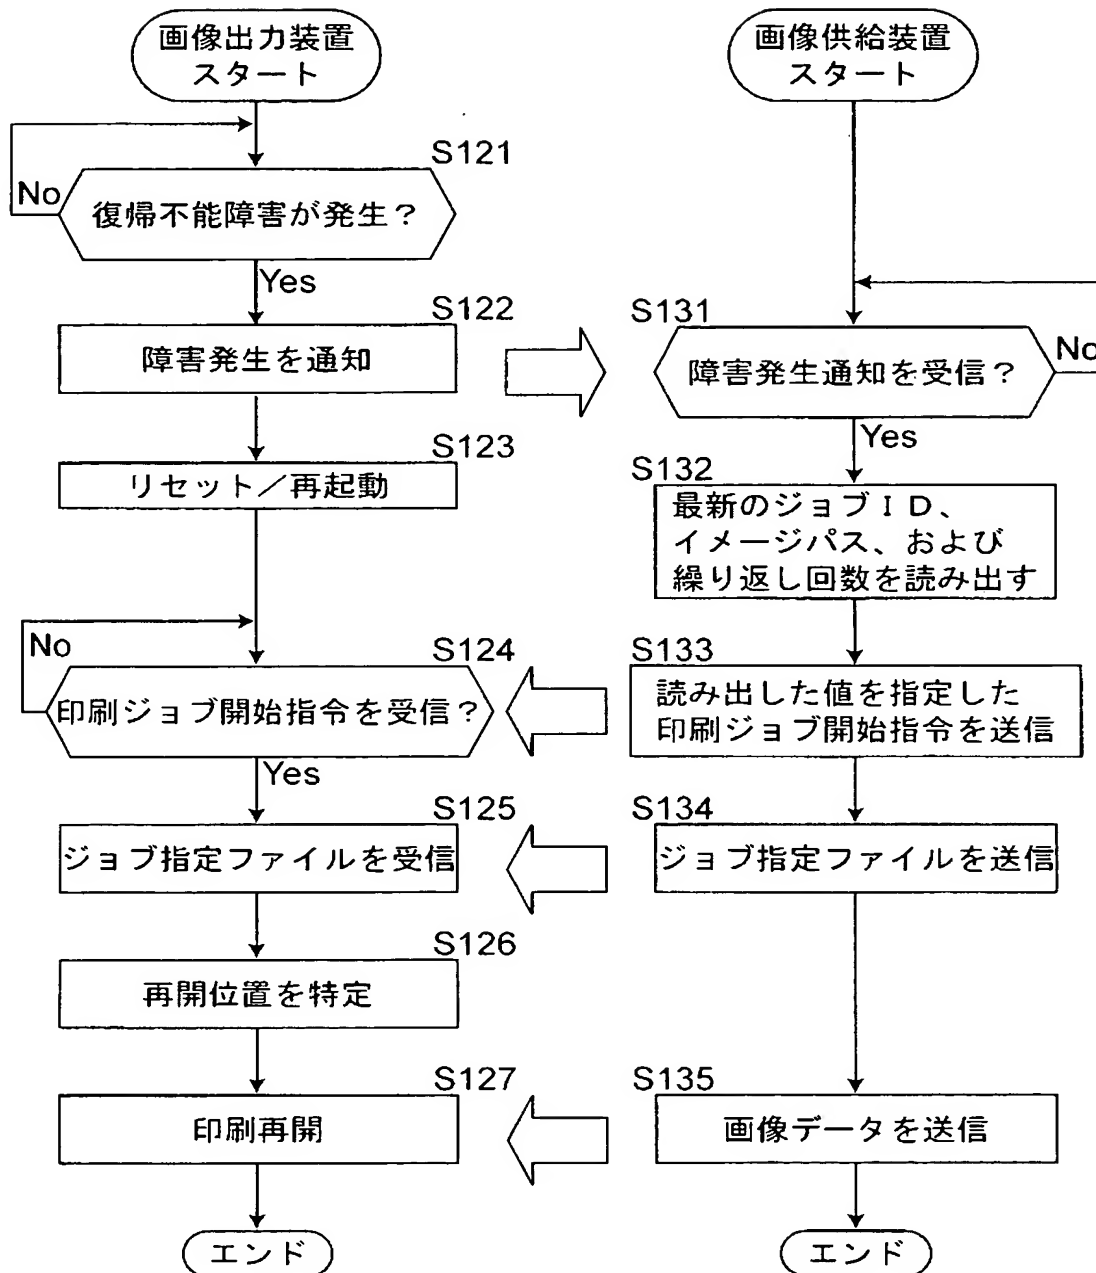 画像出力装置
スタート
S121
No
復帰不能障害が発生？
Yes
S122
障害発生を通知
S123
リセット／再起動
No
S124
印刷ジョブ開始指令を受信？
Yes
S125
ジョブ指定ファイルを受信
S126
再開位置を特定
S127
印刷再開
エンド
画像供給装置
スタート
S131
障害発生通知を受信？
No
Yes
S132
最新のジョブＩＤ、
イメージパス、および
繰り返し回数を読み出す
S133
読み出した値を指定した
印刷ジョブ開始指令を送信
S134
ジョブ指定ファイルを送信
S135
画像データを送信
エンド